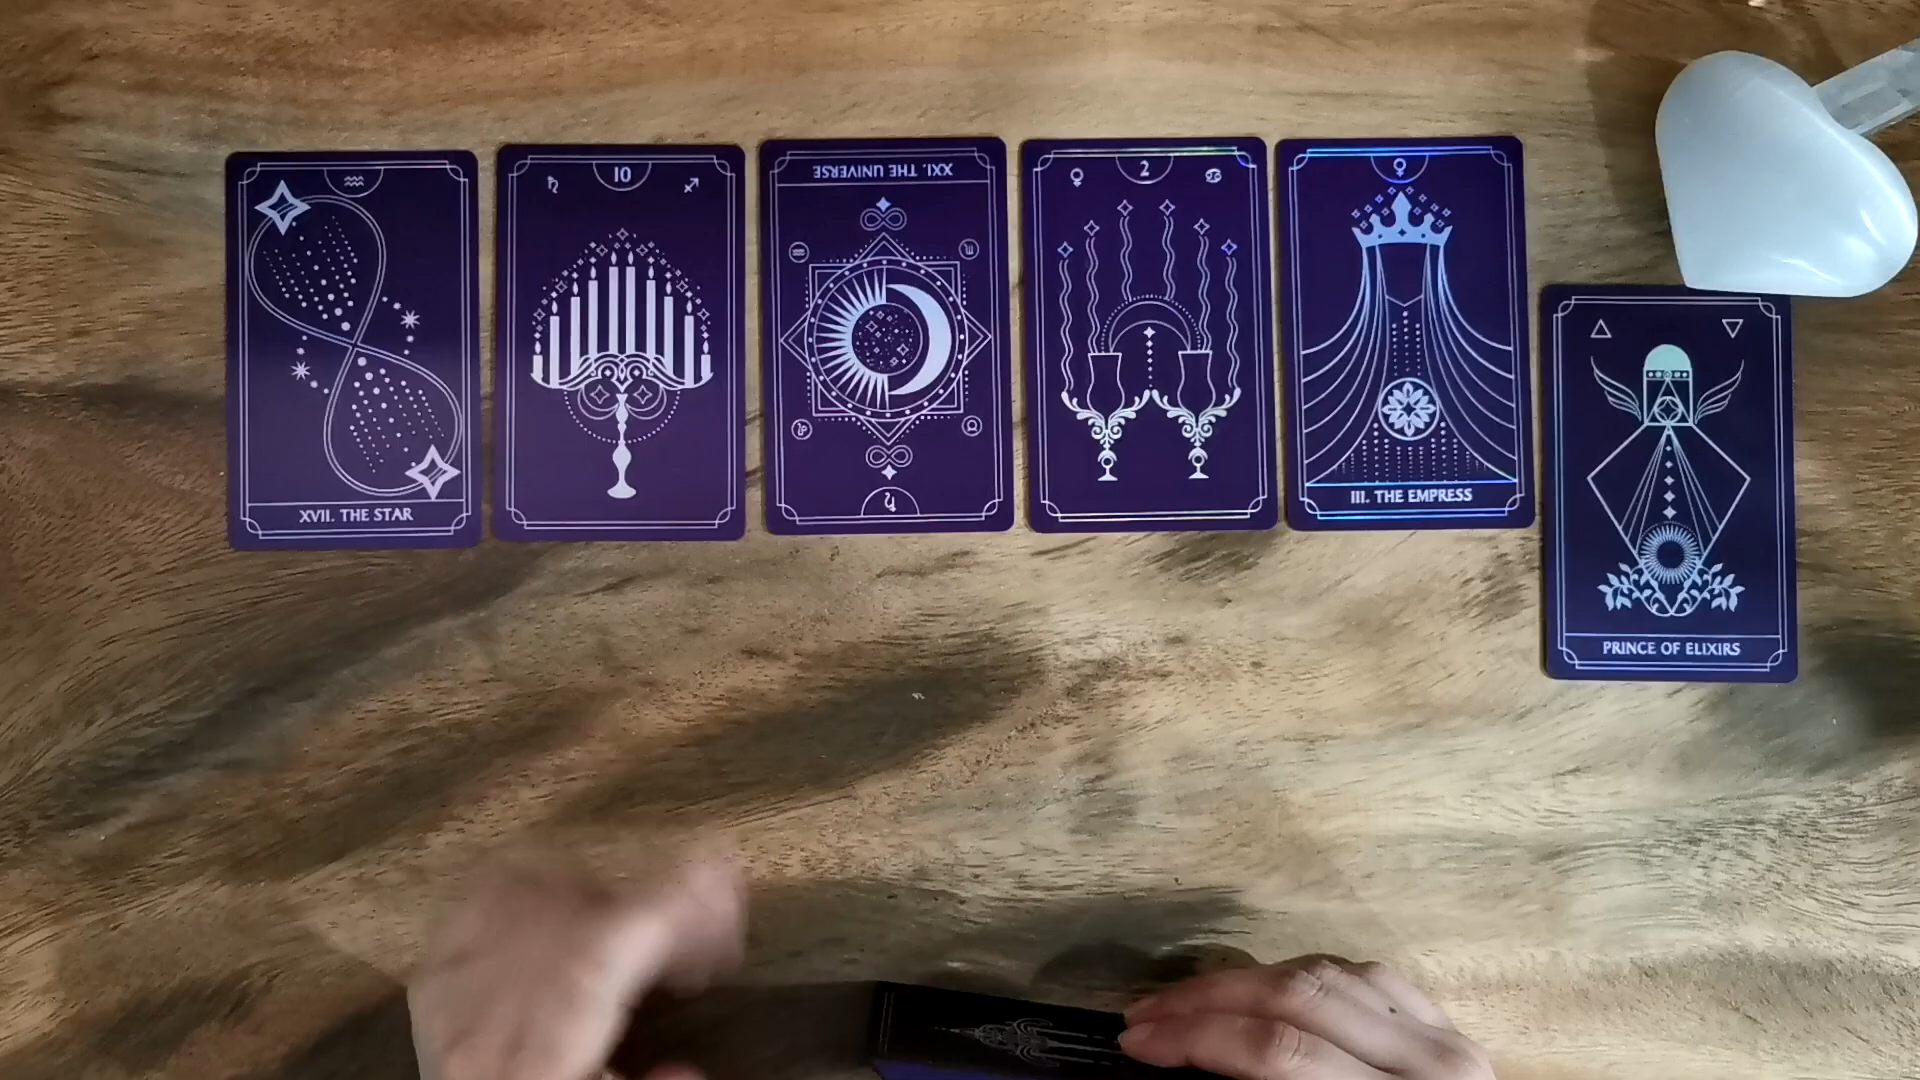 XVII. THE STAR
10
XXI. THE UNIVERSE
2
III. THE EMPRESS
PRINCE OF ELIXIRS